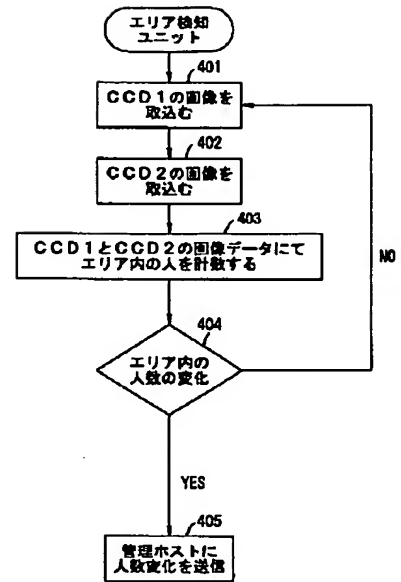 エリア検知
ユニット
401
CCD1の画像を
取込む
402
CCD2の画像を
取込む
403
CCD1とCCD2の画像データにて
エリア内の人を計数する
404
エリア内の
人数の変化
NO
YES
405
管理ホストに
人数変化を送信